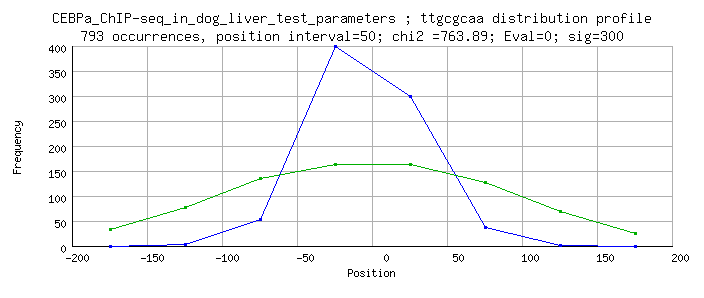 CEBPa_ChIP-seq_in_dog_liver_test_parameters ; ttgcgcaa distribution profile
793 occurrences, position interval=50; chi2 =763.89; Eval=0; sig=300
400
350
300
250
200
150
100
50
0
Frequency
-200 -150 -100 -50 0 50 100 150 200
Position